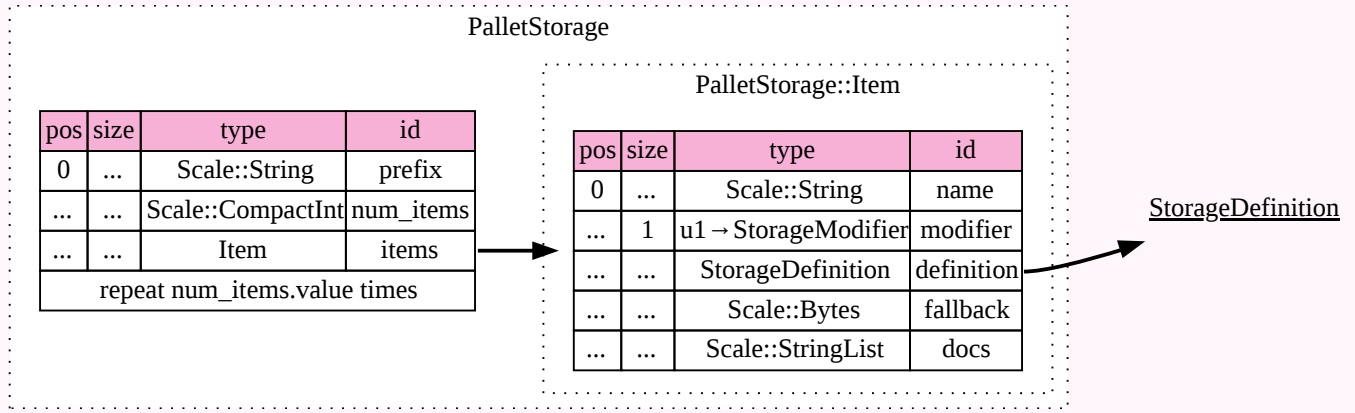 PalletStorage
pos size type id
0 ... Scale::String prefix
... ... Scale::CompactInt num_items
... ... Item items
repeat num_items.value times
PalletStorage::Item
pos size type id
0 ... Scale::String name
... 1 u1→StorageModifier modifier
... ... StorageDefinition definition
... ... Scale::Bytes fallback
... ... Scale::StringList docs
StorageDefinition